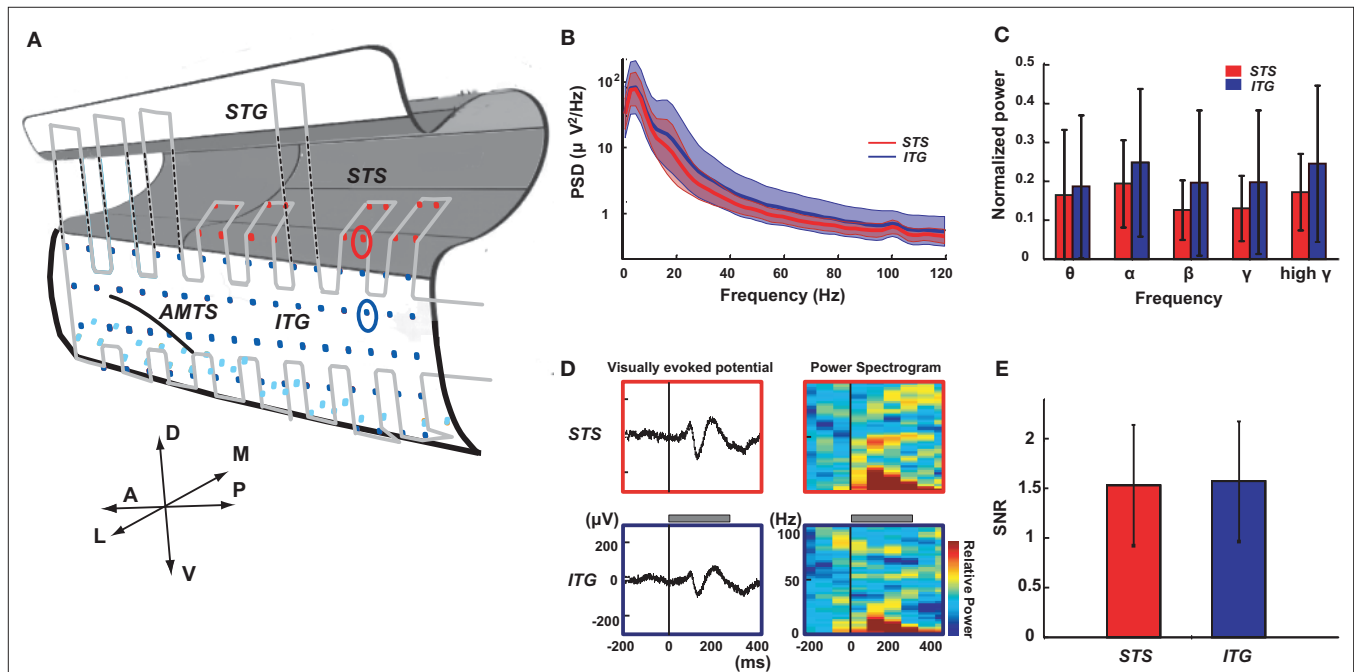 A
STG
STS
AMTS
ITG
D
M
A
P
L
V
B
PSD (μ V²/Hz)
10²
10
1
STS
ITG
0 20 40 60 80 100 120
Frequency (Hz)
C
Normalized power
0.5
0.4
0.3
0.2
0.1
0
STS
ITG
θ α β γ high γ
Frequency
D
Visually evoked potential
Power Spectrogram
STS
(μV)
(Hz)
200
0
-200
ITG
100
50
0
Relative Power
-200 0 200 400
(ms)
-200 0 200 400
E
SNR
2
1.5
1
0.5
0
STS ITG